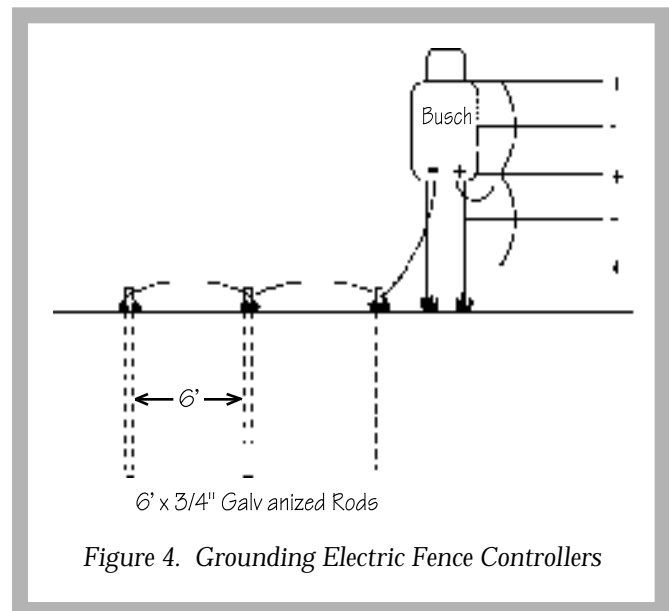 Busch
- +
-
+
-
6'
6' x 3/4" Galv anized Rods
Figure 4. Grounding Electric Fence Controllers